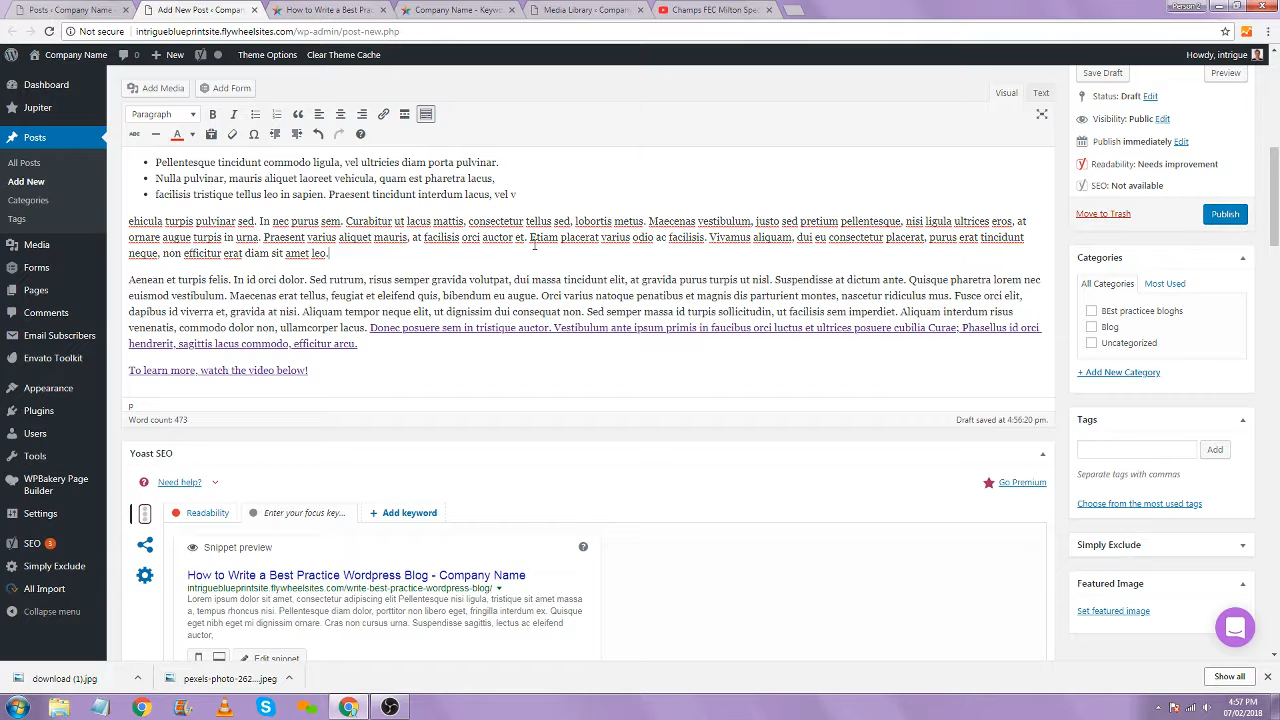 Posts ‹ Company Name
Add New Post ‹ Compan
How to Write a Best Practi
Company Name - Keywo
Media Library ‹ Compan
Champs FEC Milton Spec
Person 2
Not secure
intrigueblueprintsite.flywheelsites.com/wp-admin/post-new.php
Company Name
0
New
Theme Options
Clear Theme Cache
Howdy, intrigue
Dashboard
Jupiter
Posts
All Posts
Add New
Categories
Tags
Media
Forms
Pages
Comments
Email Subscribers
Envato Toolkit
Appearance
Plugins
Users
Tools
WPBakery Page
Builder
Settings
SEO 3
Simply Exclude
All Import
Collapse menu
Add Media
Add Form
Visual
Text
Paragraph
B I
ABC
A
Ω
• Pellentesque tincidunt commodo ligula, vel ultricies diam porta pulvinar.
• Nulla pulvinar, mauris aliquet laoreet vehicula, quam est pharetra lacus,
• facilisis tristique tellus leo in sapien. Praesent tincidunt interdum lacus, vel v
ehicula turpis pulvinar sed. In nec purus sem. Curabitur ut lacus mattis, consectetur tellus sed, lobortis metus. Maecenas vestibulum, justo sed pretium pellentesque, nisi ligula ultrices eros, at
ornare augue turpis in urna. Praesent varius aliquet mauris, at facilisis orci auctor et. Etiam placerat varius odio ac facilisis. Vivamus aliquam, dui eu consectetur placerat, purus erat tincidunt
neque, non efficitur erat diam sit amet leo.
Aenean et turpis felis. In id orci dolor. Sed rutrum, risus semper gravida volutpat, dui massa tincidunt elit, at gravida purus turpis ut nisl. Suspendisse at dictum ante. Quisque pharetra lorem nec
euismod vestibulum. Maecenas erat tellus, feugiat et eleifend quis, bibendum eu augue. Orci varius natoque penatibus et magnis dis parturient montes, nascetur ridiculus mus. Fusce orci orci,
dapibus id viverra et, gravida at nisi. Aliquam tempor neque elit, ut dignissim dui consequat non. Sed semper massa id turpis sollicitudin, ut facilisis sem imperdiet. Aliquam interdum risus
venenatis, commodo dolor non, ullamcorper lacus. Donec posuere sem in tristique auctor. Vestibulum ante ipsum primis in faucibus orci luctus et ultrices posuere cubilia Curae; Phasellus id orci
hendrerit, sagittis lacus commodo, efficitur arcu.
To learn more, watch the video below!
p
Word count: 473
Draft saved at 4:56:20 pm.
Yoast SEO
Need help?
Go Premium
Readability
Enter your focus key...
+ Add keyword
Snippet preview
How to Write a Best Practice Wordpress Blog - Company Name
intrigueblueprintsite.flywheelsites.com/write-best-practice-wordpress-blog/
Lorem ipsum dolor sit amet, consectetur adipiscing elit Pellentesque nisi ligula, tristique sit amet massa
a, tempus rhoncus nisi. Pellentesque diam dolor, porttitor non libero eget, fringilla interdum ex. Quisque
eget nibh eget mi dignissim ornare. Cras non cursus urna. Suspendisse sagittis, lectus ac eleifend
auctor,
Edit snippet
Save Draft
Preview
Status: Draft Edit
Visibility: Public Edit
Publish immediately Edit
Readability: Needs improvement
SEO: Not available
Move to Trash
Publish
Categories
All Categories
Most Used
BEst practicee bloghs
Blog
Uncategorized
+ Add New Category
Tags
Add
Separate tags with commas
Choose from the most used tags
Simply Exclude
Featured Image
Set featured image
download (1).jpg
pexels-photo-262....jpeg
Show all
4:57 PM
07/02/2018